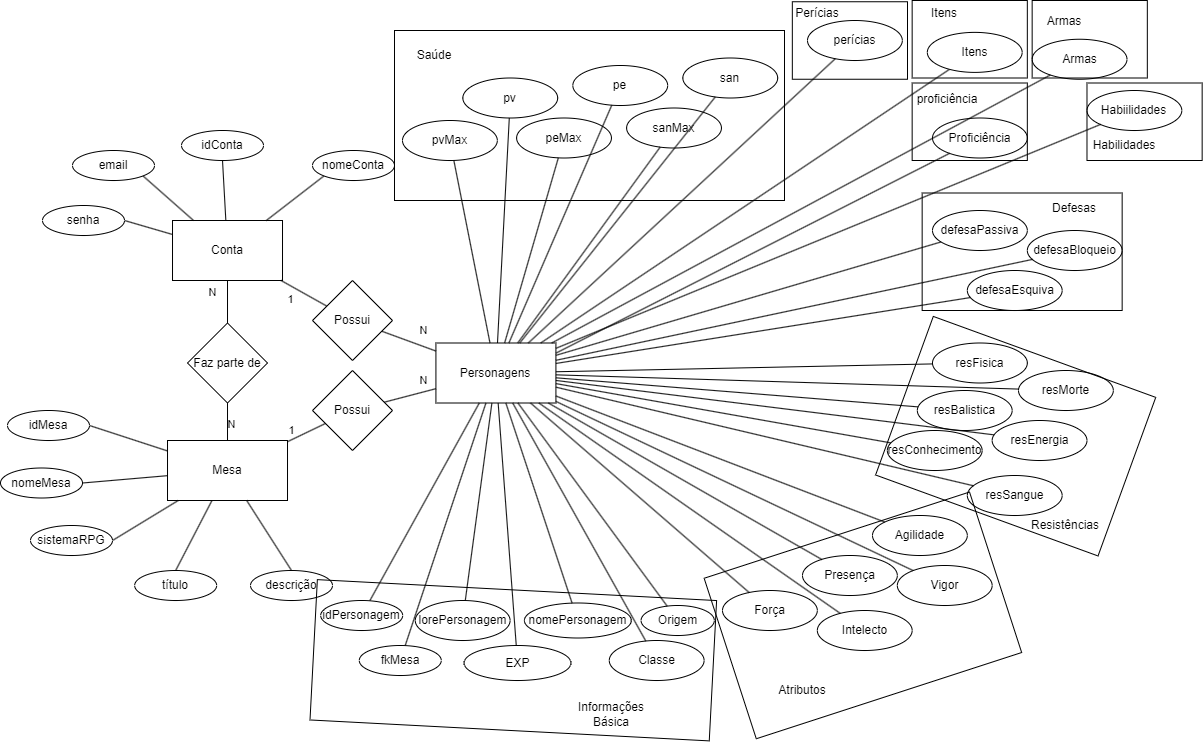 Perícias
perícias
Itens
Itens
Armas
Armas
proficiência
Proficiência
Habiilidades
Habilidades
Saúde
pv
pe
san
pvMax
peMax
sanMax
idConta
email
nomeConta
senha
Conta
N
1
Possui
N
Faz parte de
N
Possui
N
1
Personagens
Defesas
defesaPassiva
defesaBloqueio
defesaEsquiva
resFisica
resMorte
resBalistica
resEnergia
resConhecimento
resSangue
Resistências
idMesa
Mesa
nomeMesa
sistemaRPG
título
descrição
Agilidade
Presença
Vigor
Força
Intelecto
Atributos
idPersonagem
lorePersonagem
nomePersonagem
Origem
fkMesa
EXP
Classe
Informações
Básica